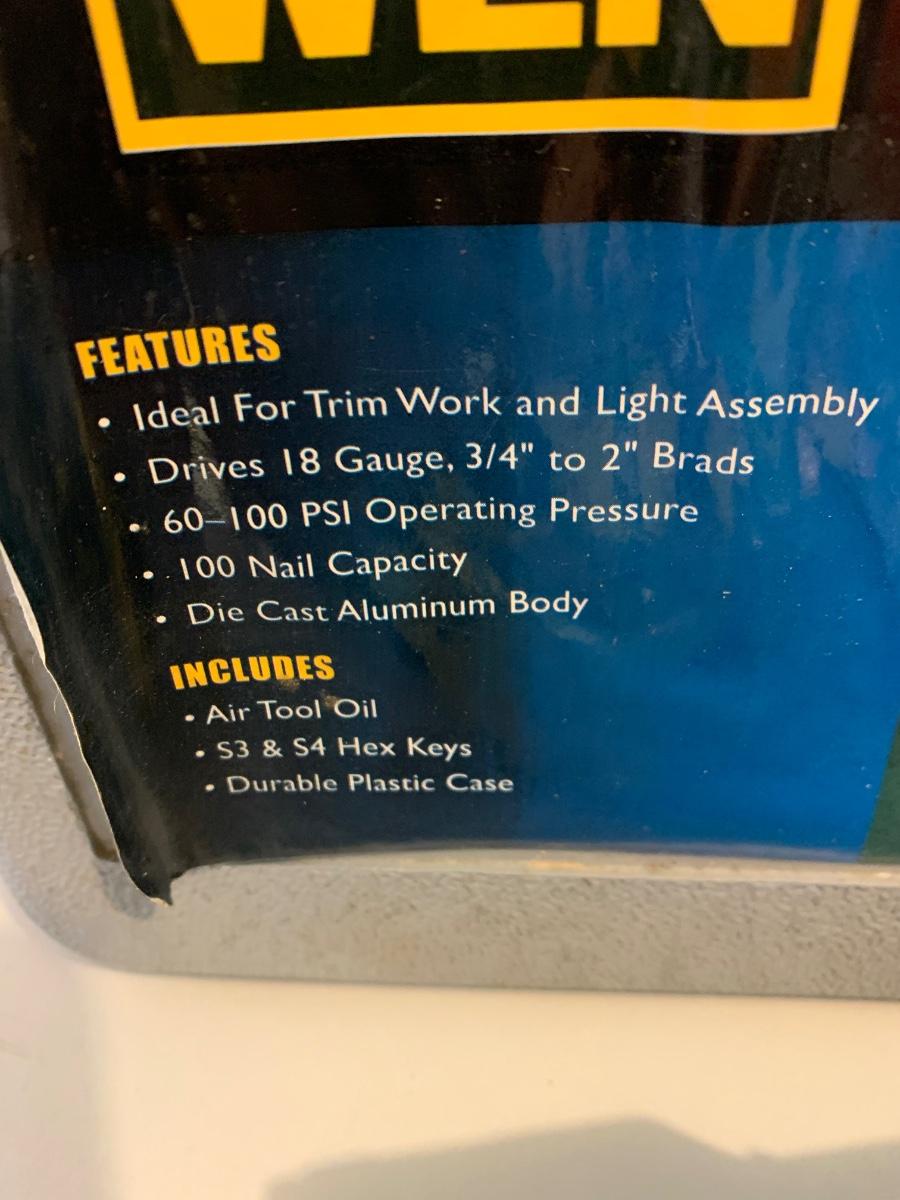 WEN
FEATURES
• Ideal For Trim Work and Light Assembly
• Drives 18 Gauge, 3/4" to 2" Brads
• 60–100 PSI Operating Pressure
• 100 Nail Capacity
• Die Cast Aluminum Body
INCLUDES
• Air Tool Oil
• S3 & S4 Hex Keys
• Durable Plastic Case